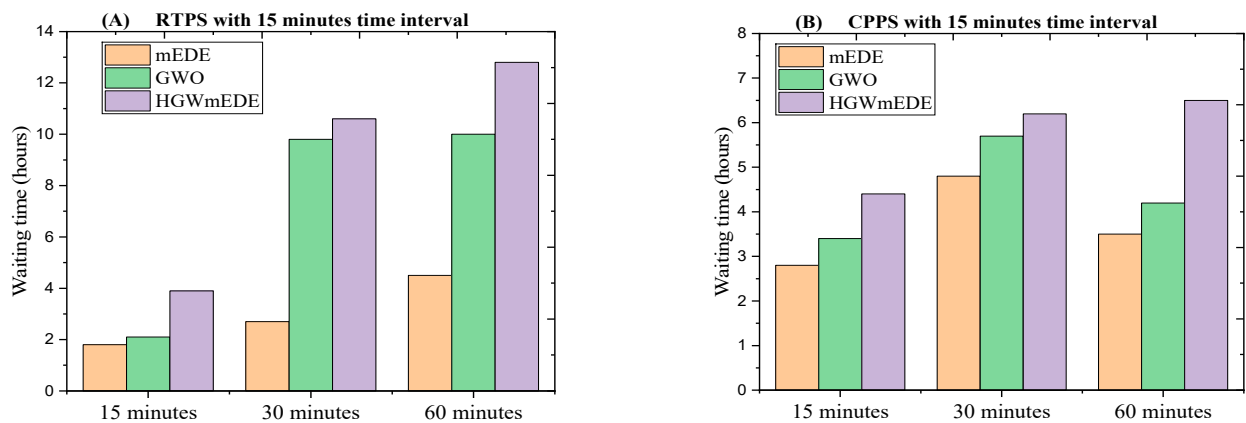 (A) RTPS with 15 minutes time interval
14
12
10
8
6
4
2
0
Waiting time (hours)
mEDE
GWO
HGWmEDE
15 minutes
30 minutes
60 minutes
(B) CPPS with 15 minutes time interval
8
7
6
5
4
3
2
1
0
Waiting time (hours)
mEDE
GWO
HGWmEDE
15 minutes
30 minutes
60 minutes